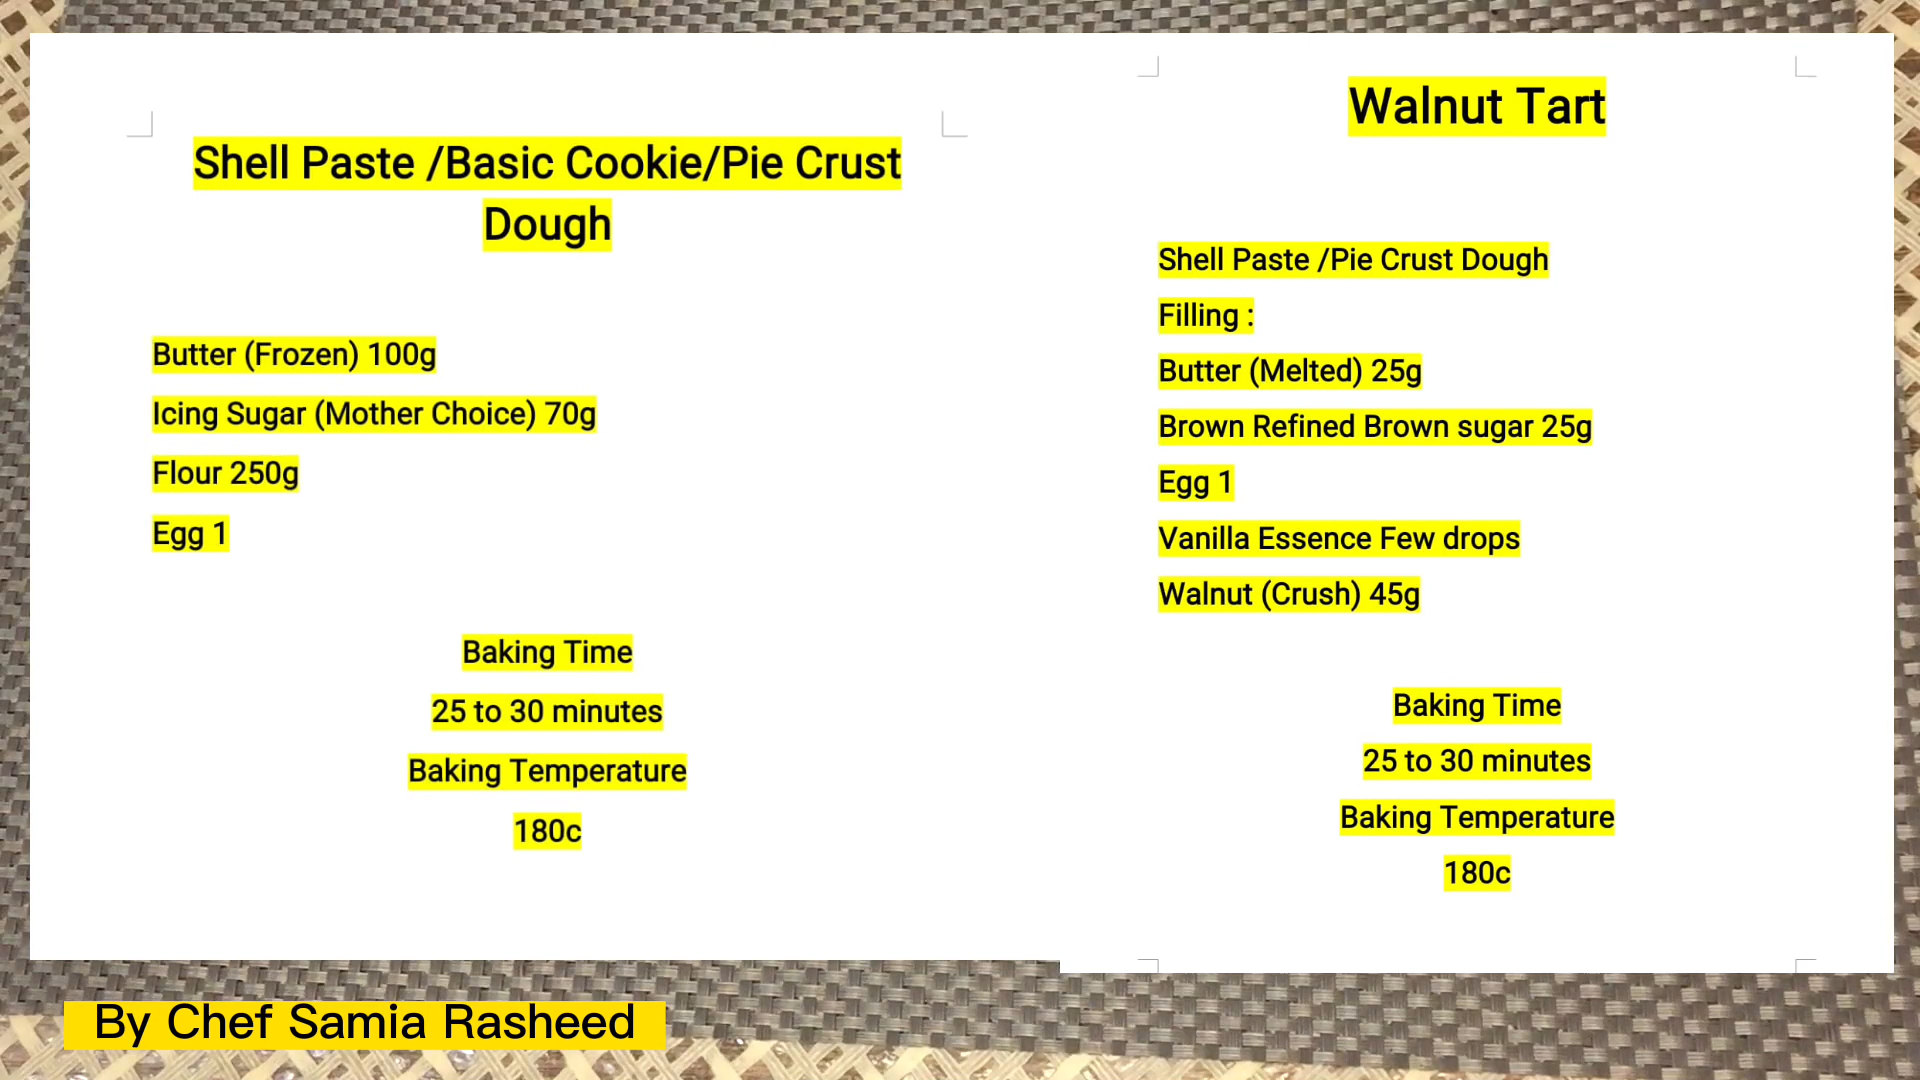 Shell Paste /Basic Cookie/Pie Crust
Dough
Butter (Frozen) 100g
Icing Sugar (Mother Choice) 70g
Flour 250g
Egg 1
Baking Time
25 to 30 minutes
Baking Temperature
180c
Walnut Tart
Shell Paste /Pie Crust Dough
Filling :
Butter (Melted) 25g
Brown Refined Brown sugar 25g
Egg 1
Vanilla Essence Few drops
Walnut (Crush) 45g
Baking Time
25 to 30 minutes
Baking Temperature
180c
By Chef Samia Rasheed